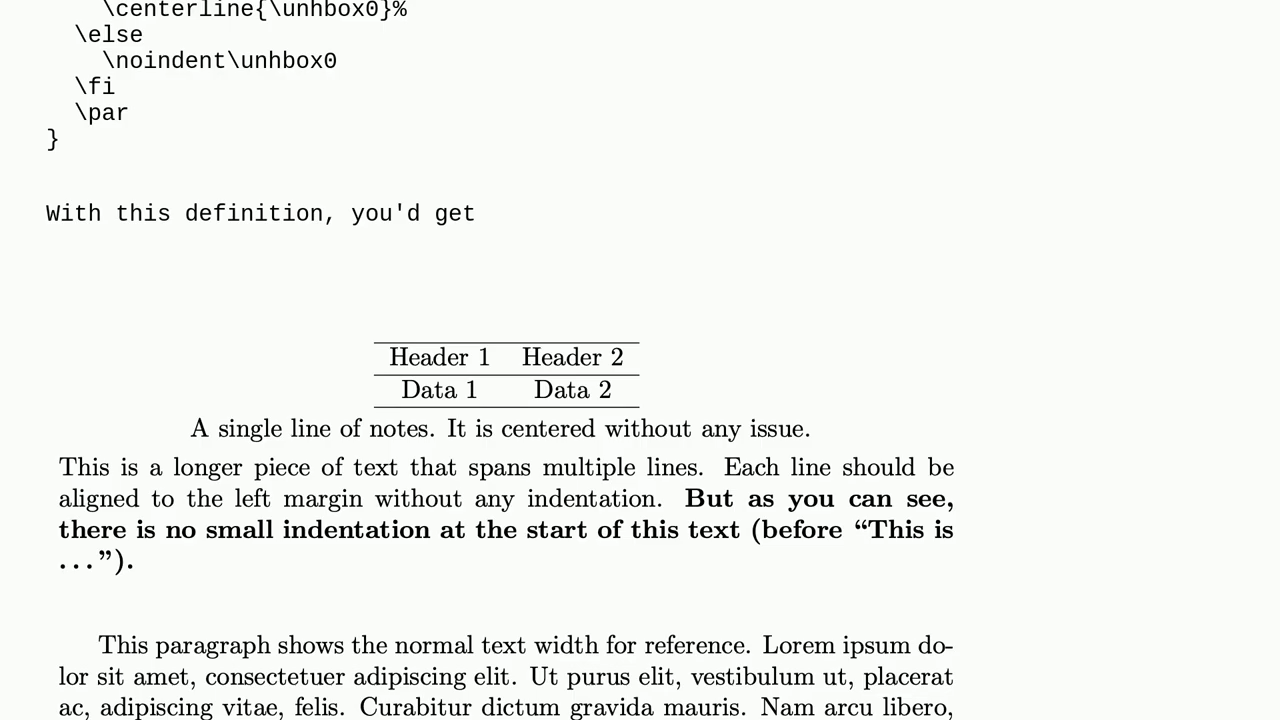 \centerline{\unhbox0}%
\else
\noindent\unhbox0
\fi
\par
}
With this definition, you'd get
Header 1 Header 2
Data 1 Data 2
A single line of notes. It is centered without any issue.
This is a longer piece of text that spans multiple lines. Each line should be
aligned to the left margin without any indentation. But as you can see,
there is no small indentation at the start of this text (before “This is
...”).
This paragraph shows the normal text width for reference. Lorem ipsum do-
lor sit amet, consectetuer adipiscing elit. Ut purus elit, vestibulum ut, placerat
ac, adipiscing vitae, felis. Curabitur dictum gravida mauris. Nam arcu libero,